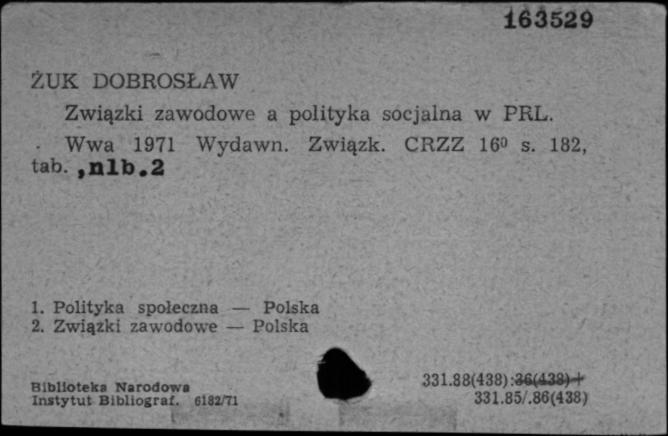 163529
ŻUK DOBROSŁAW
Związki zawodowe a polityka socjalna w PRL.
Wwa 1971 Wydawn. Związk. CRZZ 16⁰ s. 182,
tab. ,nlb.2
1. Polityka społeczna — Polska
2. Związki zawodowe — Polska
Biblioteka Narodowa
Instytut Bibliograf. 6182/71
331.88(438):36(438)+
331.85/.86(438)